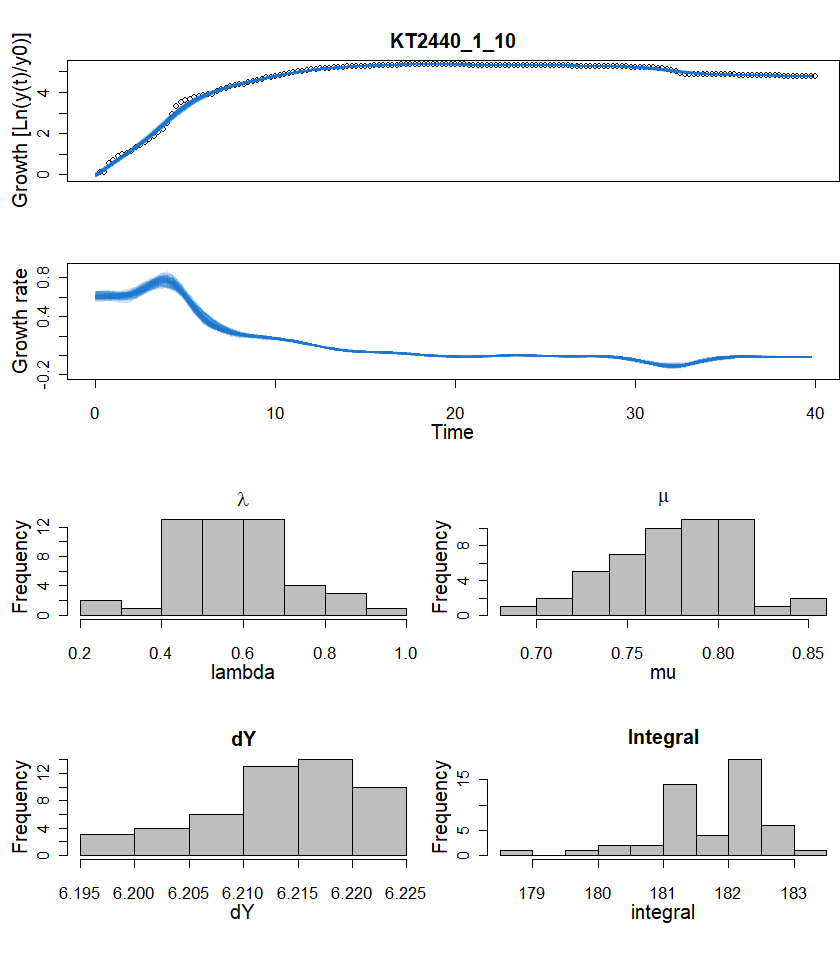 KT2440_1_10
Growth [Ln(y(t)/y0)]
0 2 4
Growth rate
-0.2 0.4 0.8
0 10 20 30 40
Time
λ
Frequency
0 4 8 12
0.2 0.4 0.6 0.8 1.0
lambda
μ
Frequency
0 4 8
0.70 0.75 0.80 0.85
mu
dY
Frequency
0 4 8 12
6.195 6.200 6.205 6.210 6.215 6.220 6.225
dY
Integral
Frequency
0 5 15
179 180 181 182 183
integral